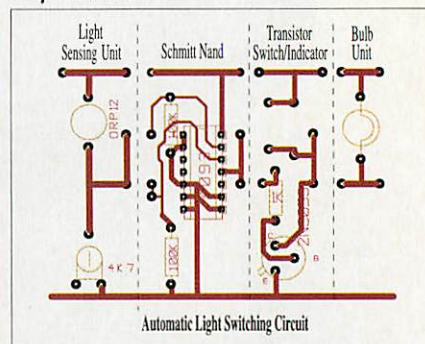 Light
Sensing Unit
Schmitt Nand
Transistor
Switch/Indicator
Bulb
Unit
ORP12
100K
4K7
B
E
Automatic Light Switching Circuit